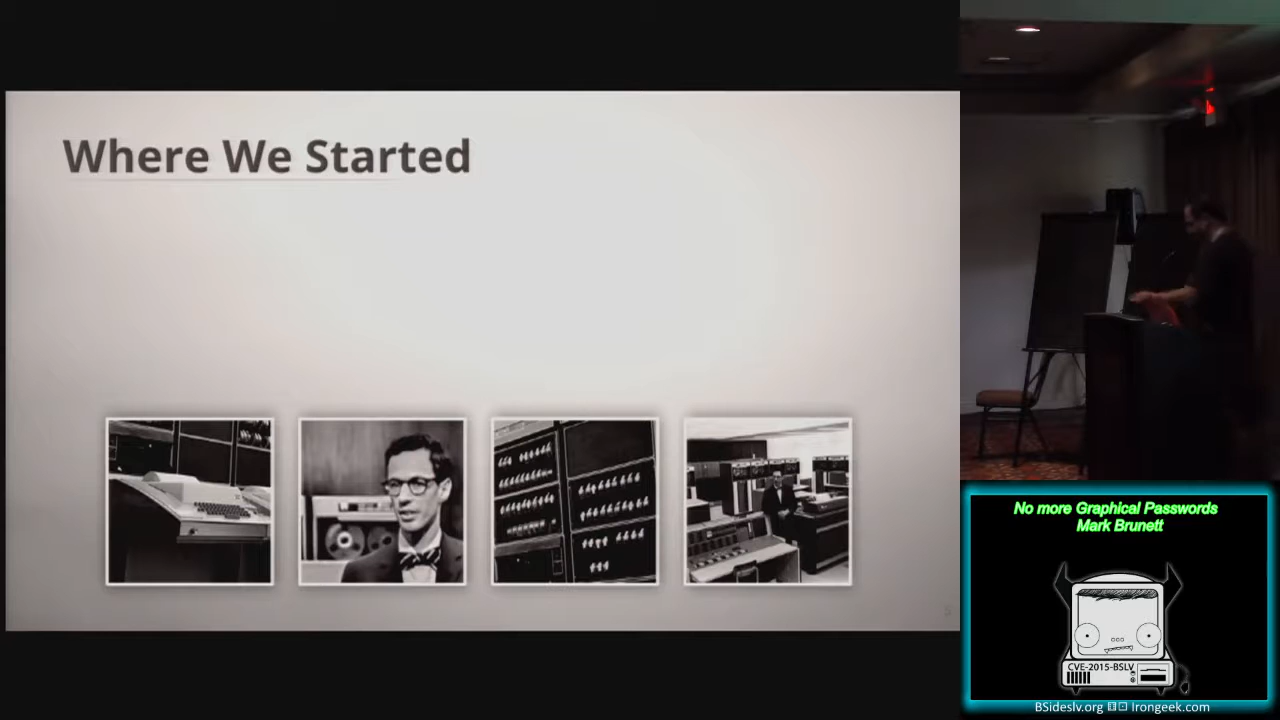 Where We Started
No more Graphical Passwords
Mark Brunett
CVE-2015-BSLV
BSideslv.org Irongeek.com